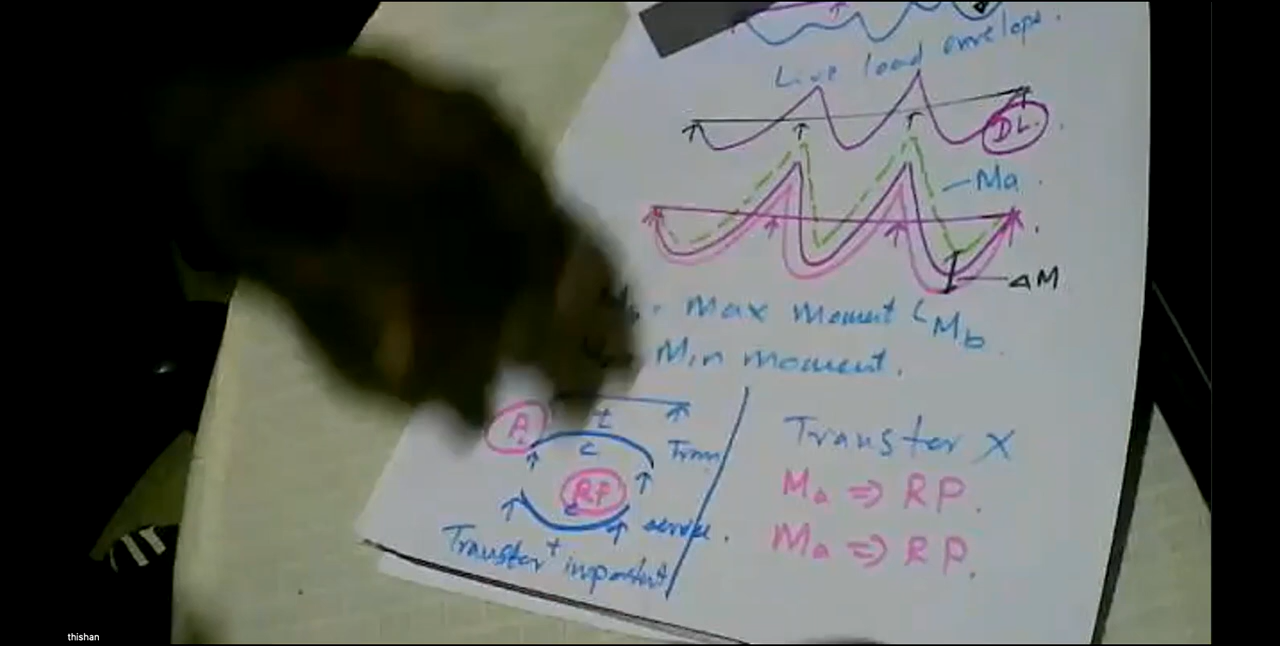 Live load envelope.
DL.
Ma.
ΔM
Max Moment < Mb
Min moment.
A
t
c
RP
service.
Transfer important
Transfer X
Ma ⇒ RP.
Ma ⇒ RP.
thishan